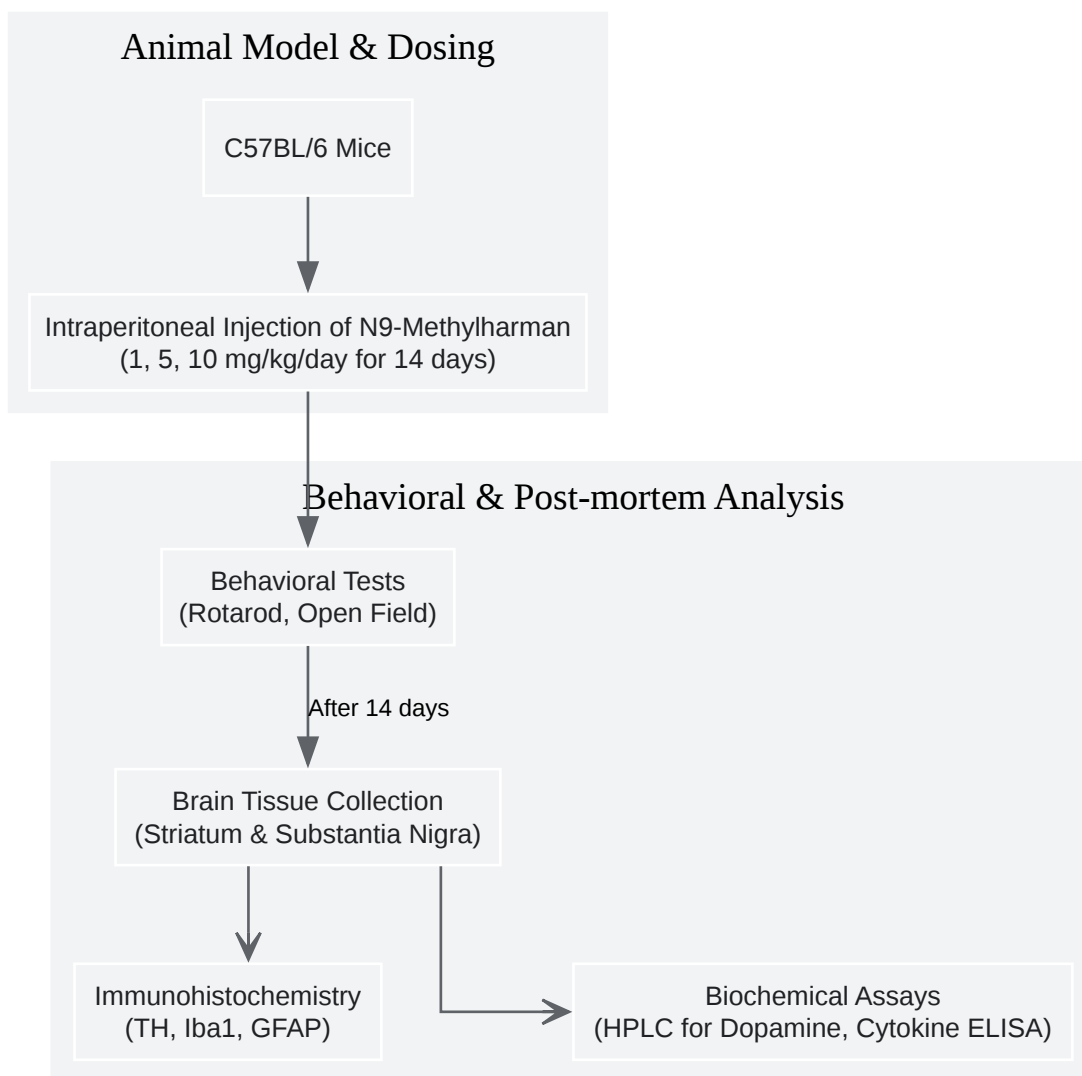 Animal Model & Dosing
C57BL/6 Mice
Intraperitoneal Injection of N9-Methylharman
(1, 5, 10 mg/kg/day for 14 days)
Behavioral & Post-mortem Analysis
Behavioral Tests
(Rotarod, Open Field)
After 14 days
Brain Tissue Collection
(Striatum & Substantia Nigra)
Immunohistochemistry
(TH, Iba1, GFAP)
Biochemical Assays
(HPLC for Dopamine, Cytokine ELISA)